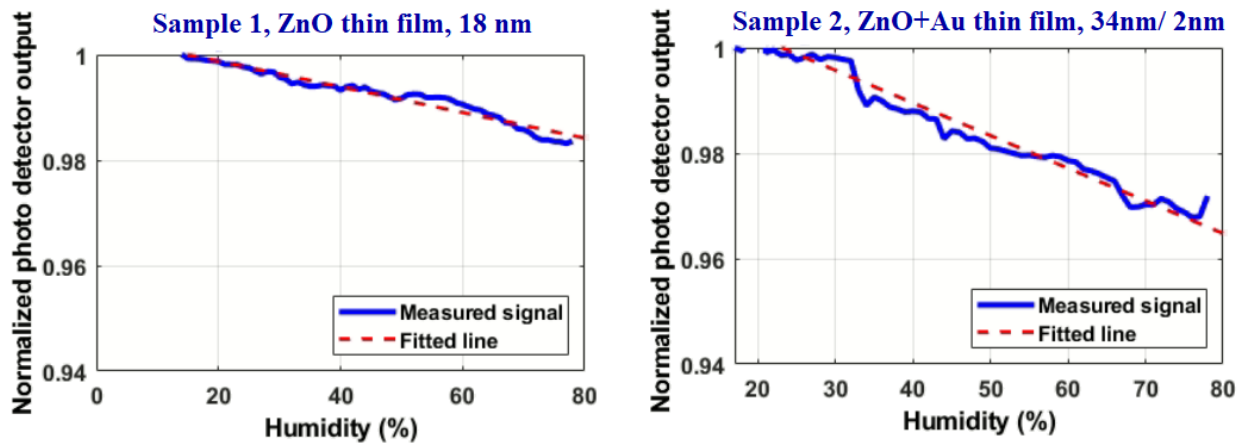 Sample 1, ZnO thin film, 18 nm
Normalized photo detector output
1
0.98
0.96
0.94
0
20
40
60
80
Humidity (%)
Measured signal
Fitted line
Sample 2, ZnO+Au thin film, 34nm/ 2nm
Normalized photo detector output
1
0.98
0.96
0.94
20
30
40
50
60
70
80
Humidity (%)
Measured signal
Fitted line